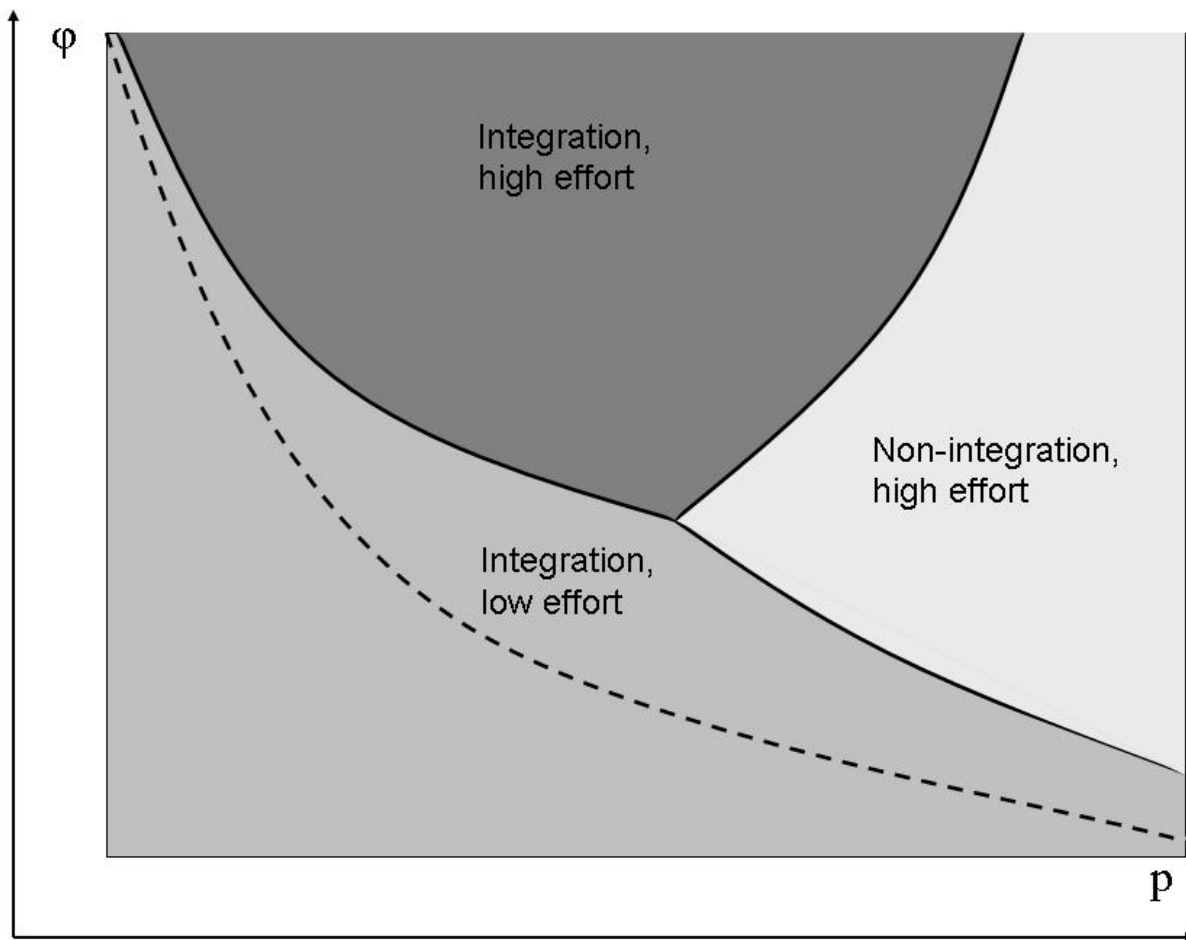 φ
Integration,
high effort
Non-integration,
high effort
Integration,
low effort
p